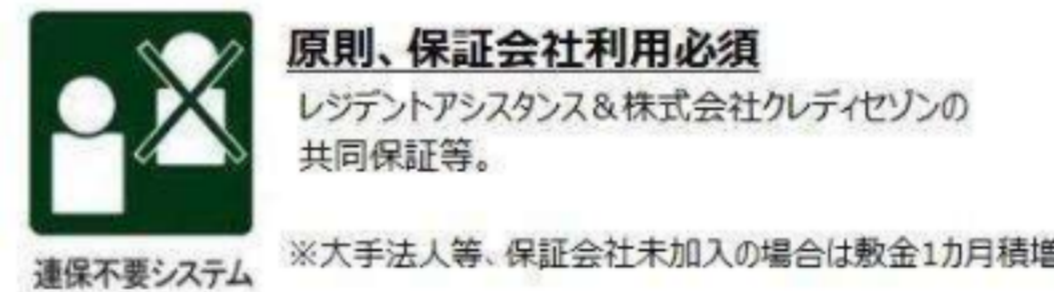 原則、保証会社利用必須
レジデントアシスタンス＆株式会社クレディセゾンの
共同保証等。
※大手法人等、保証会社未加入の場合は敷金1カ月積増
連保不要システム